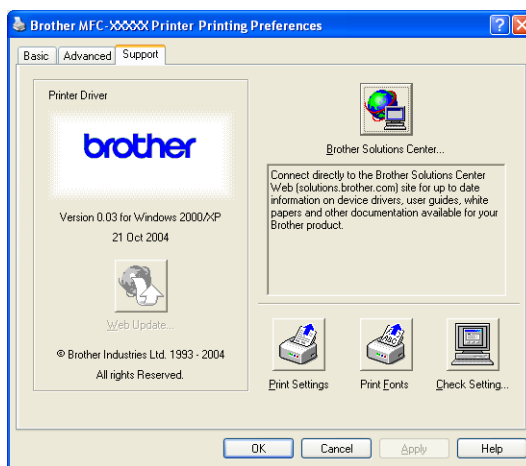 Brother MFC-XXXXX Printer Printing Preferences
Basic
Advanced
Support
Printer Driver
brother
Version 0.03 for Windows 2000/XP
21 Oct 2004
Web Update...
© Brother Industries Ltd. 1993 - 2004
All rights Reserved.
Brother Solutions Center...
Connect directly to the Brother Solutions Center
Web (solutions.brother.com) site for up to date
information on device drivers, user guides, white
papers and other documentation available for your
Brother product.
Print Settings
Print Fonts
Check Setting...
OK
Cancel
Apply
Help